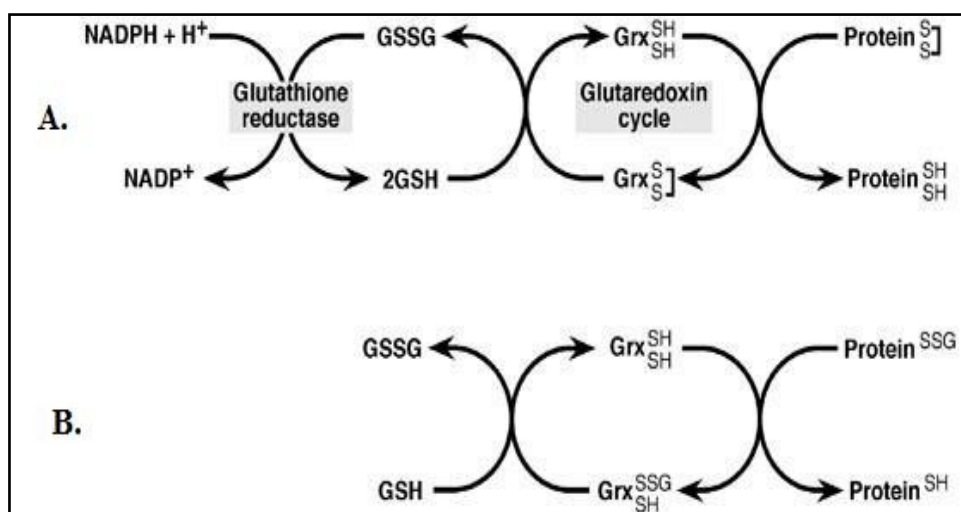 NADPH + H⁺ GSSG Grx SH SH Protein S S
A. Glutathione reductase Glutaredoxin cycle
NADP⁺ 2GSH Grx S S Protein SH SH
GSSG Grx SH SH Protein SSG
B.
GSH Grx SSG SH Protein SH